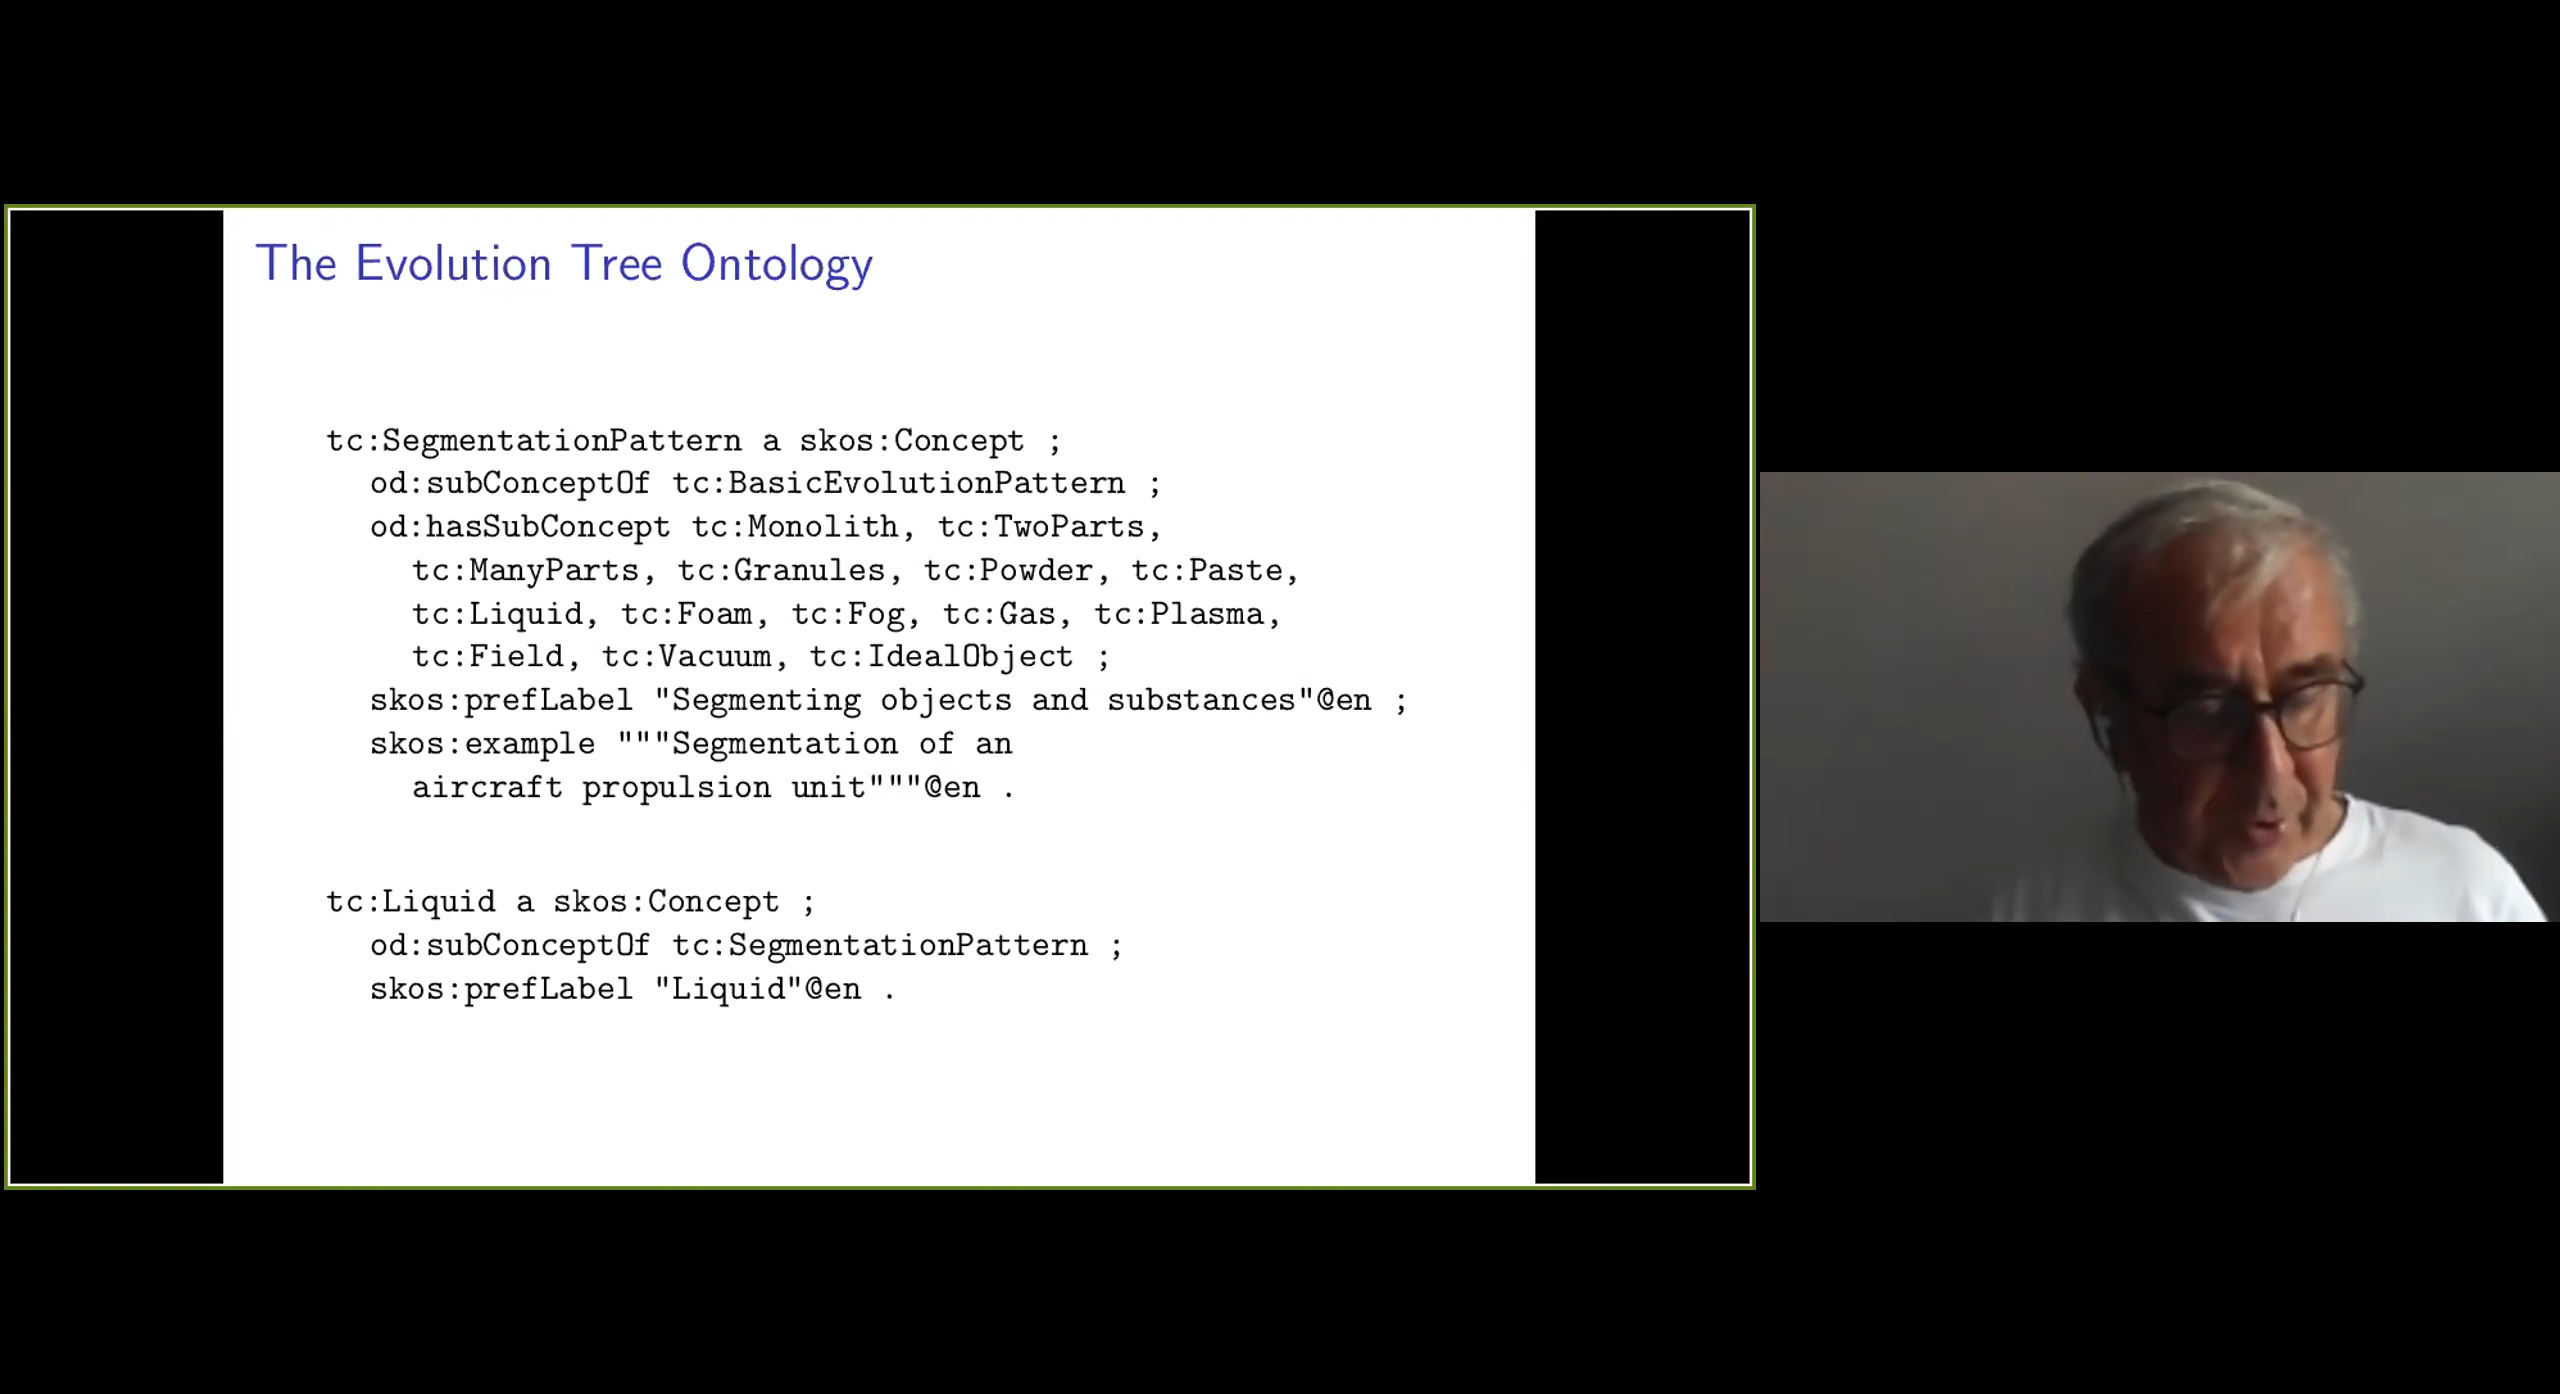 The Evolution Tree Ontology
tc:SegmentationPattern a skos:Concept ;
od:subConceptOf tc:BasicEvolutionPattern ;
od:hasSubConcept tc:Monolith, tc:TwoParts,
tc:ManyParts, tc:Granules, tc:Powder, tc:Paste,
tc:Liquid, tc:Foam, tc:Fog, tc:Gas, tc:Plasma,
tc:Field, tc:Vacuum, tc:IdealObject ;
skos:prefLabel "Segmenting objects and substances"@en ;
skos:example """Segmentation of an
aircraft propulsion unit"""@en .
tc:Liquid a skos:Concept ;
od:subConceptOf tc:SegmentationPattern ;
skos:prefLabel "Liquid"@en .